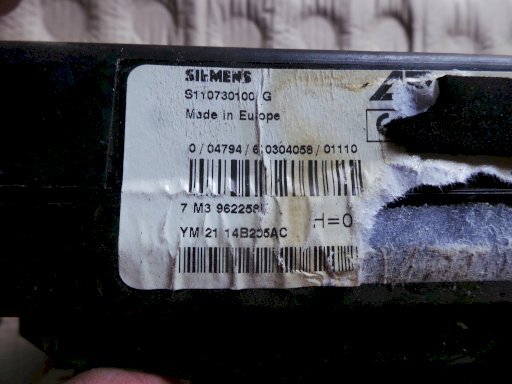 SIEMENS
S110730100 G
Made in Europe
0 / 04794 / 6 0304058 / 01110
7 M3 962258
H=0
YM 21 14B205AC